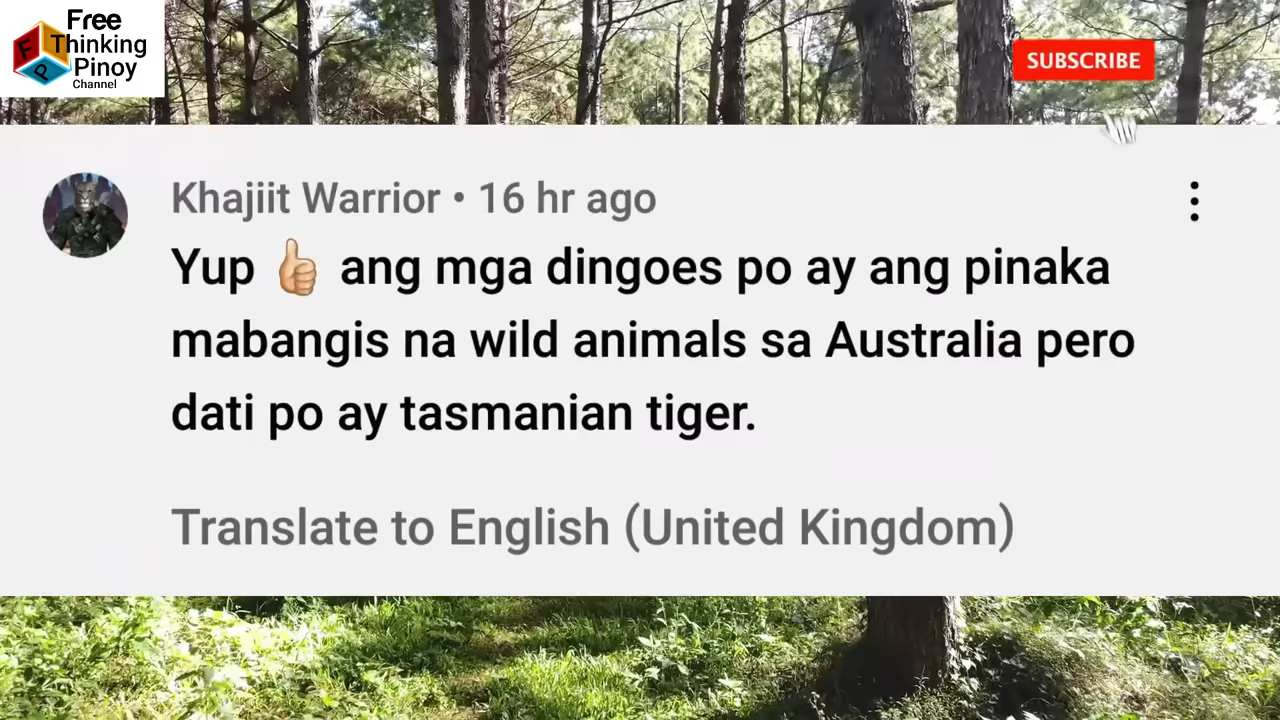 Free
Thinking
Pinoy
Channel
F
P
SUBSCRIBE
Khajiit Warrior • 16 hr ago
Yup 👍🏼 ang mga dingoes po ay ang pinaka
mabangis na wild animals sa Australia pero
dati po ay tasmanian tiger.
Translate to English (United Kingdom)